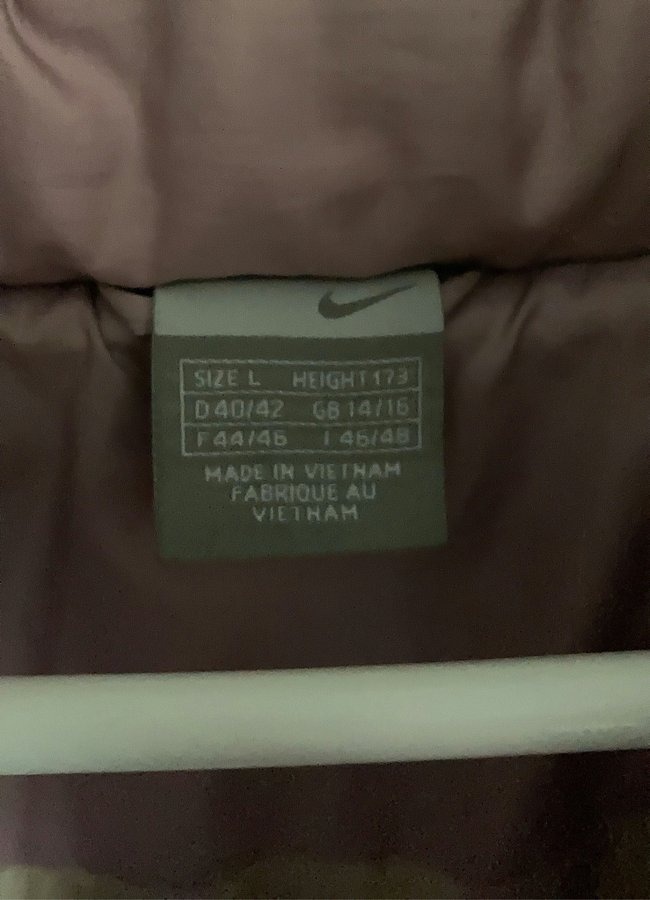 SIZE L HEIGHT 173
D 40/42 GB 14/16
F 44/46 I 46/48
MADE IN VIETNAM
FABRIQUE AU
VIETNAM